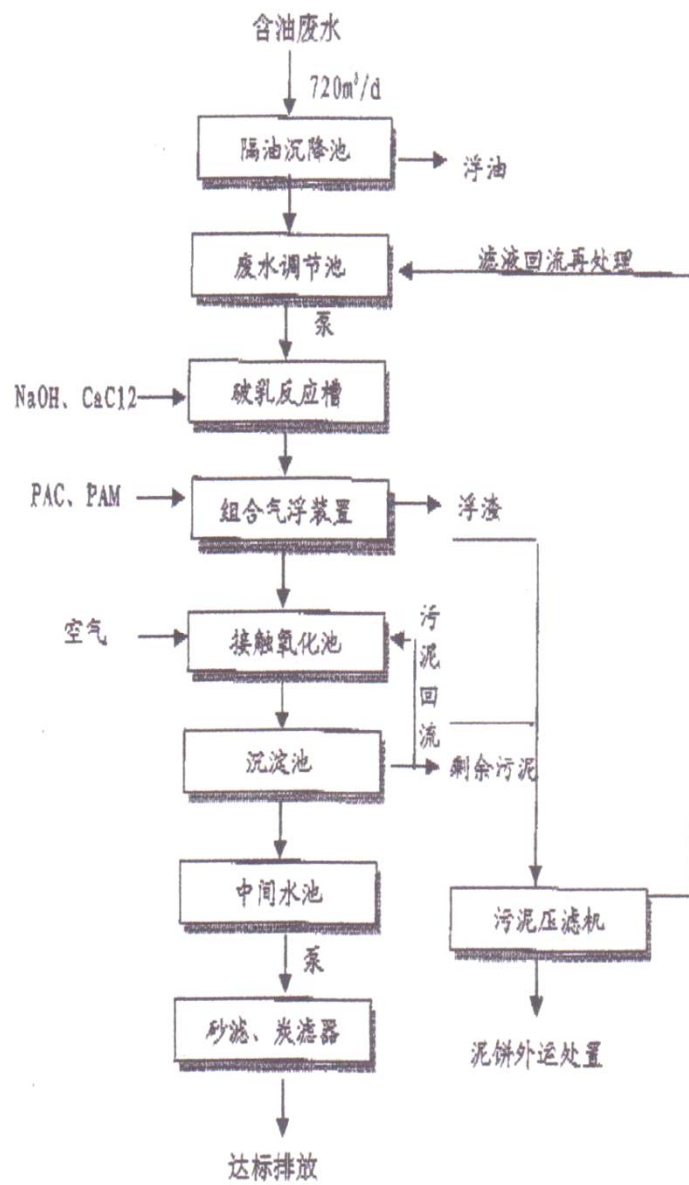 含油废水
720m³/d
隔油沉降池
浮油
废水调节池
滤液回流再处理
泵
NaOH、CaCl2
破乳反应槽
PAC、PAM
组合气浮装置
浮渣
空气
接触氧化池
污泥回流
沉淀池
剩余污泥
中间水池
污泥压滤机
泵
砂滤、炭滤器
泥饼外运处置
达标排放